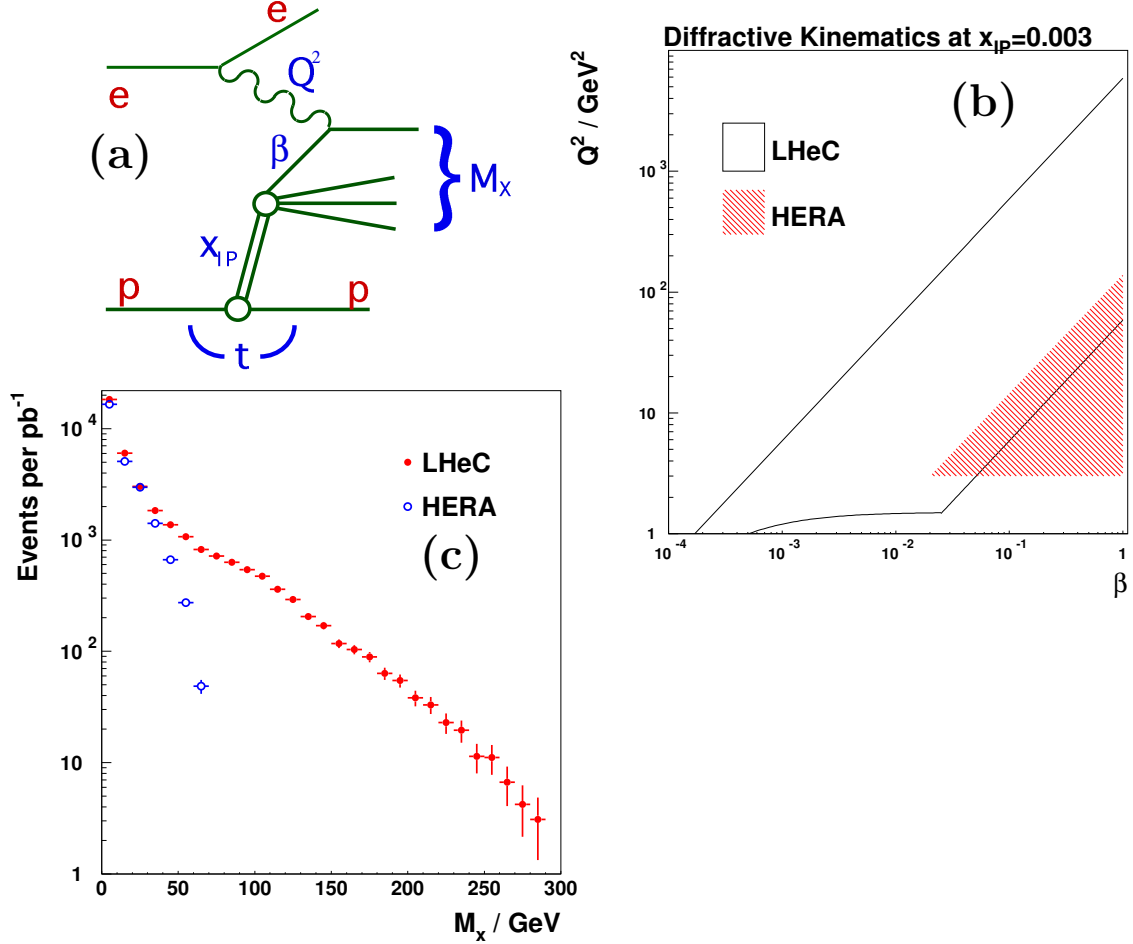 e
e
Q²
(a)
β
M_X
x_IP
p
p
t
Diffractive Kinematics at x_IP=0.003
Q² / GeV²
(b)
LHeC
HERA
10³
10²
10
1
10⁻⁴
10⁻³
10⁻²
10⁻¹
1
β
Events per pb⁻¹
(c)
LHeC
HERA
10⁴
10³
10²
10
1
0
50
100
150
200
250
300
M_x / GeV